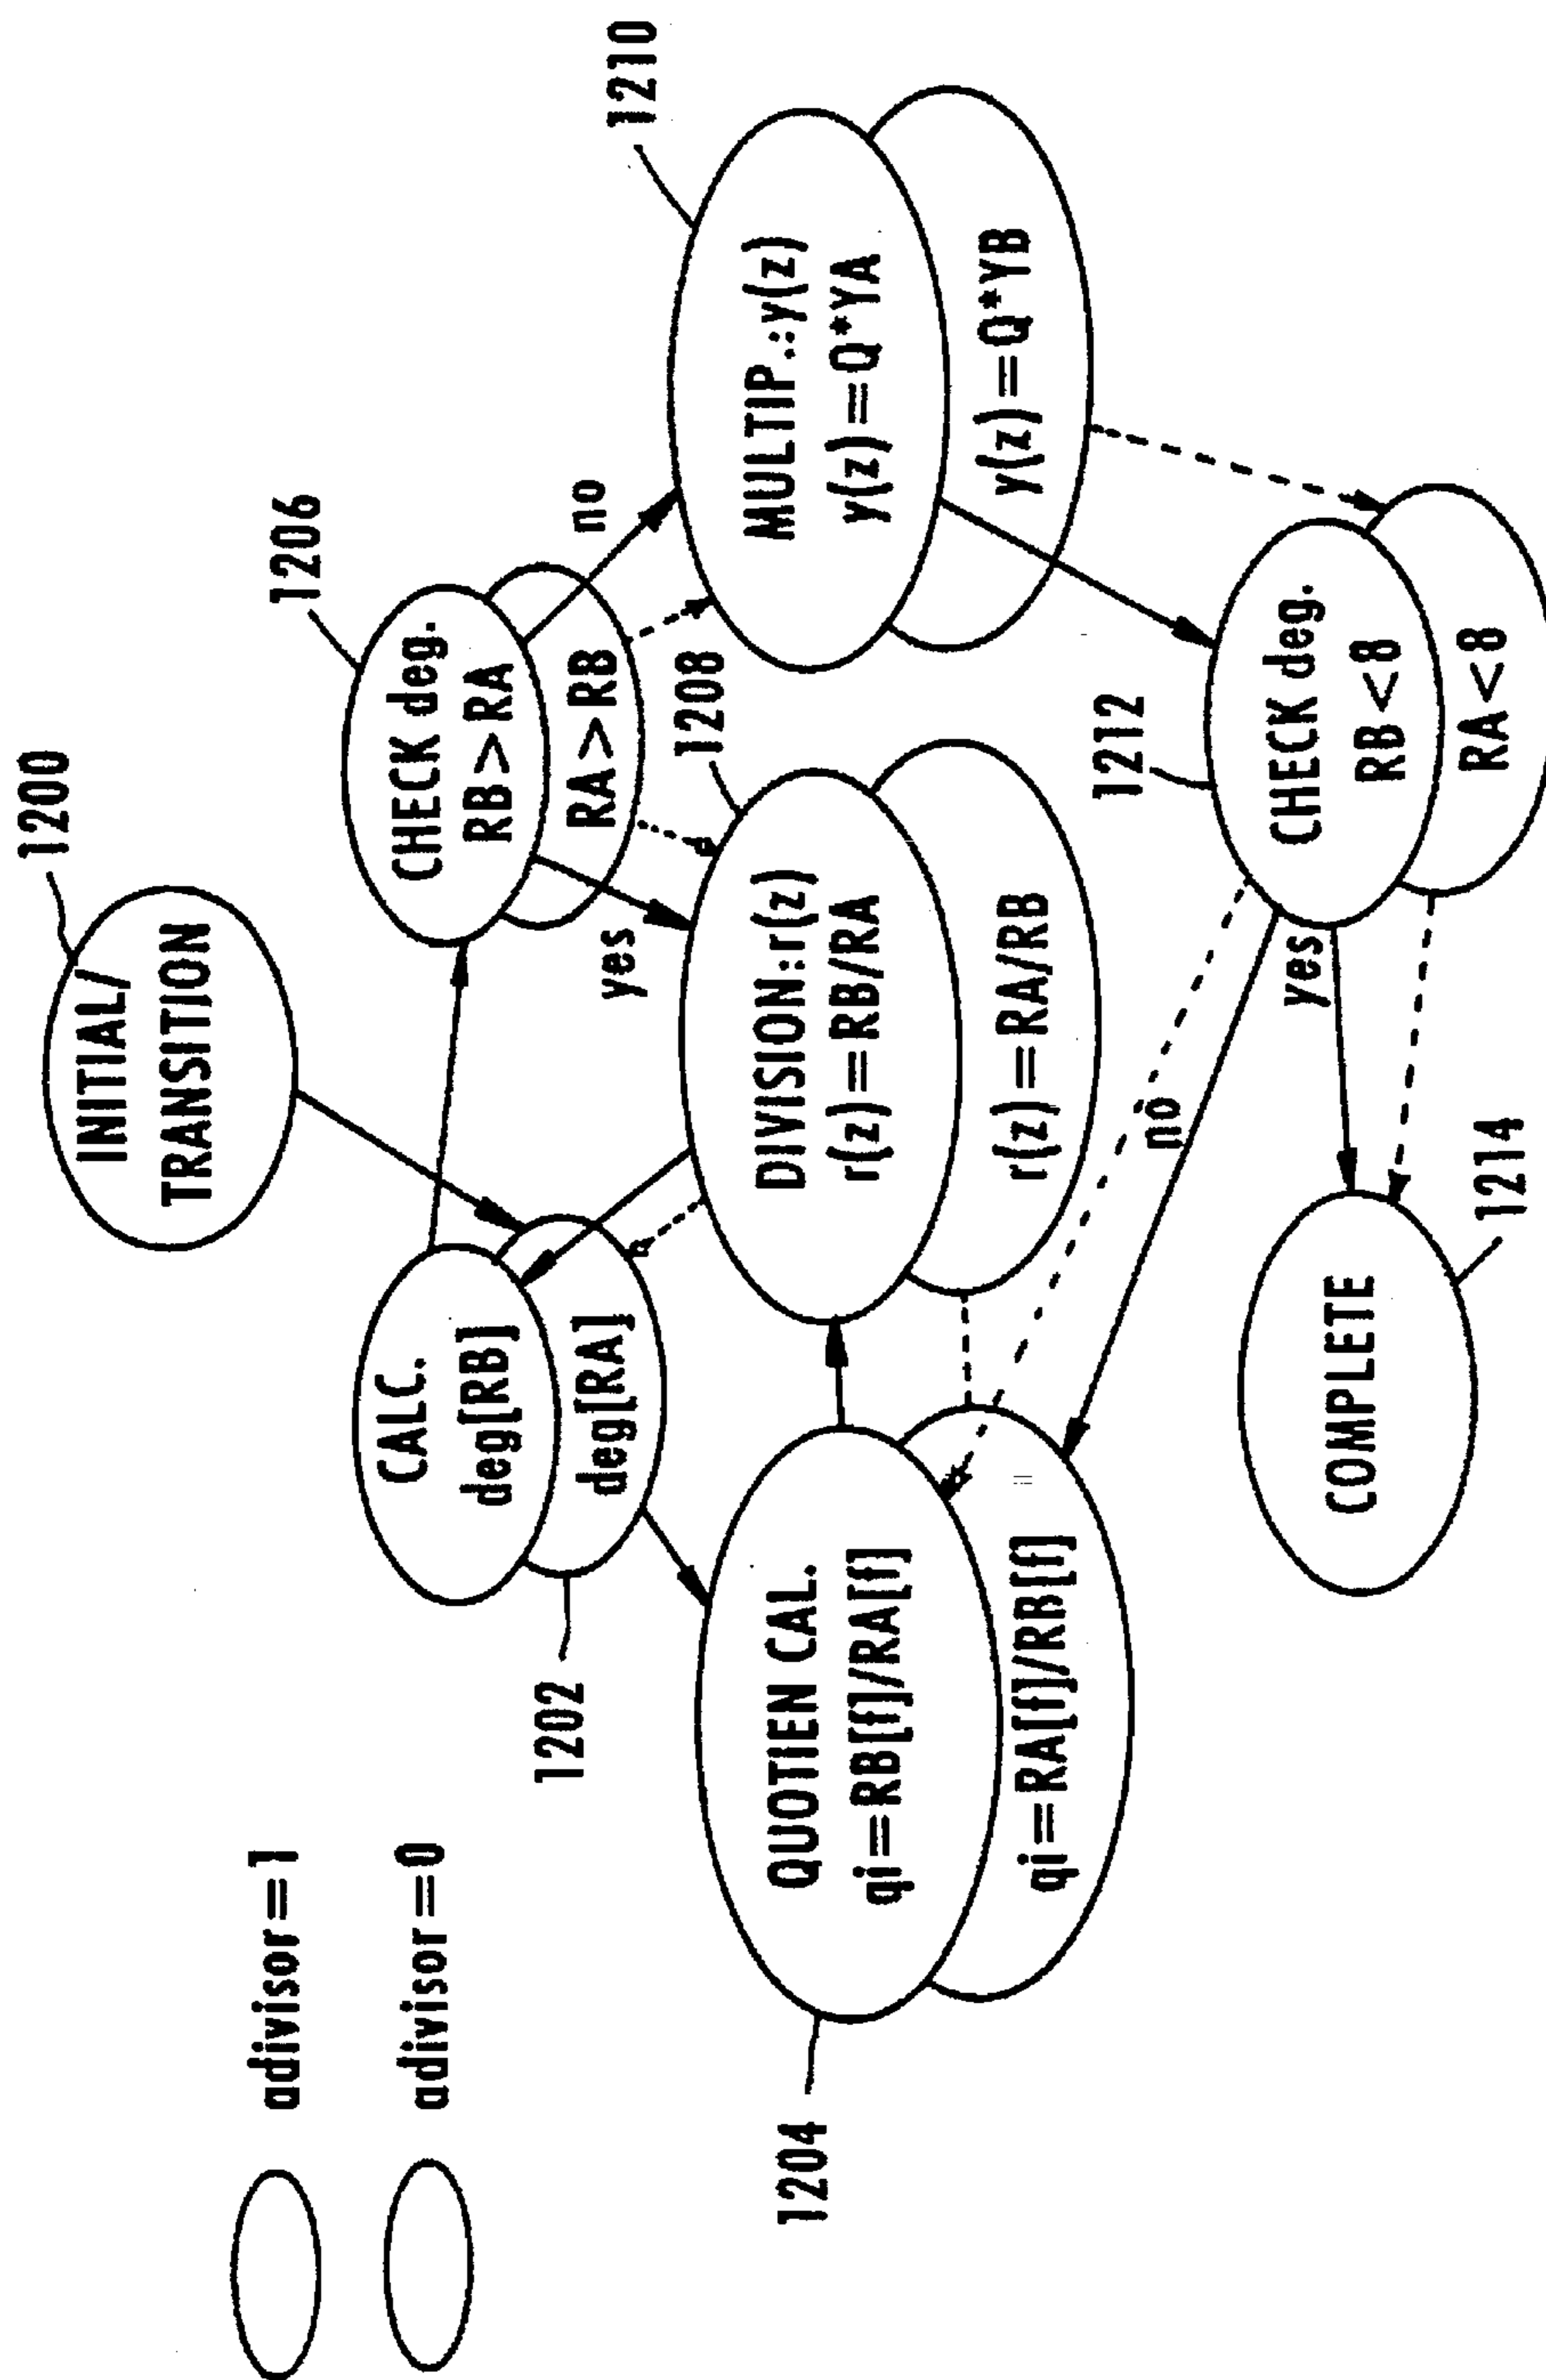 adivisor=1
adivisor=0
1200
INITIAL/
TRANSITION
1202
CALC.
deg[RB]
deg[RA]
1206
CHECK deg.
RB>RA
RA>RB
yes
no
1204
QUOTIEN CAL.
qi=RB[f]/RA[f]
qi=RA[f]/RB[f]
1208
DIVISION:r(z)
r(z)=RB/RA
r(z)=RA/RB
1210
MULTIP.:y(z)
y(z)=Q*YA
y(z)=Q*YB
no
yes
1212
CHECK deg.
RB<8
RA<8
COMPLETE
1214